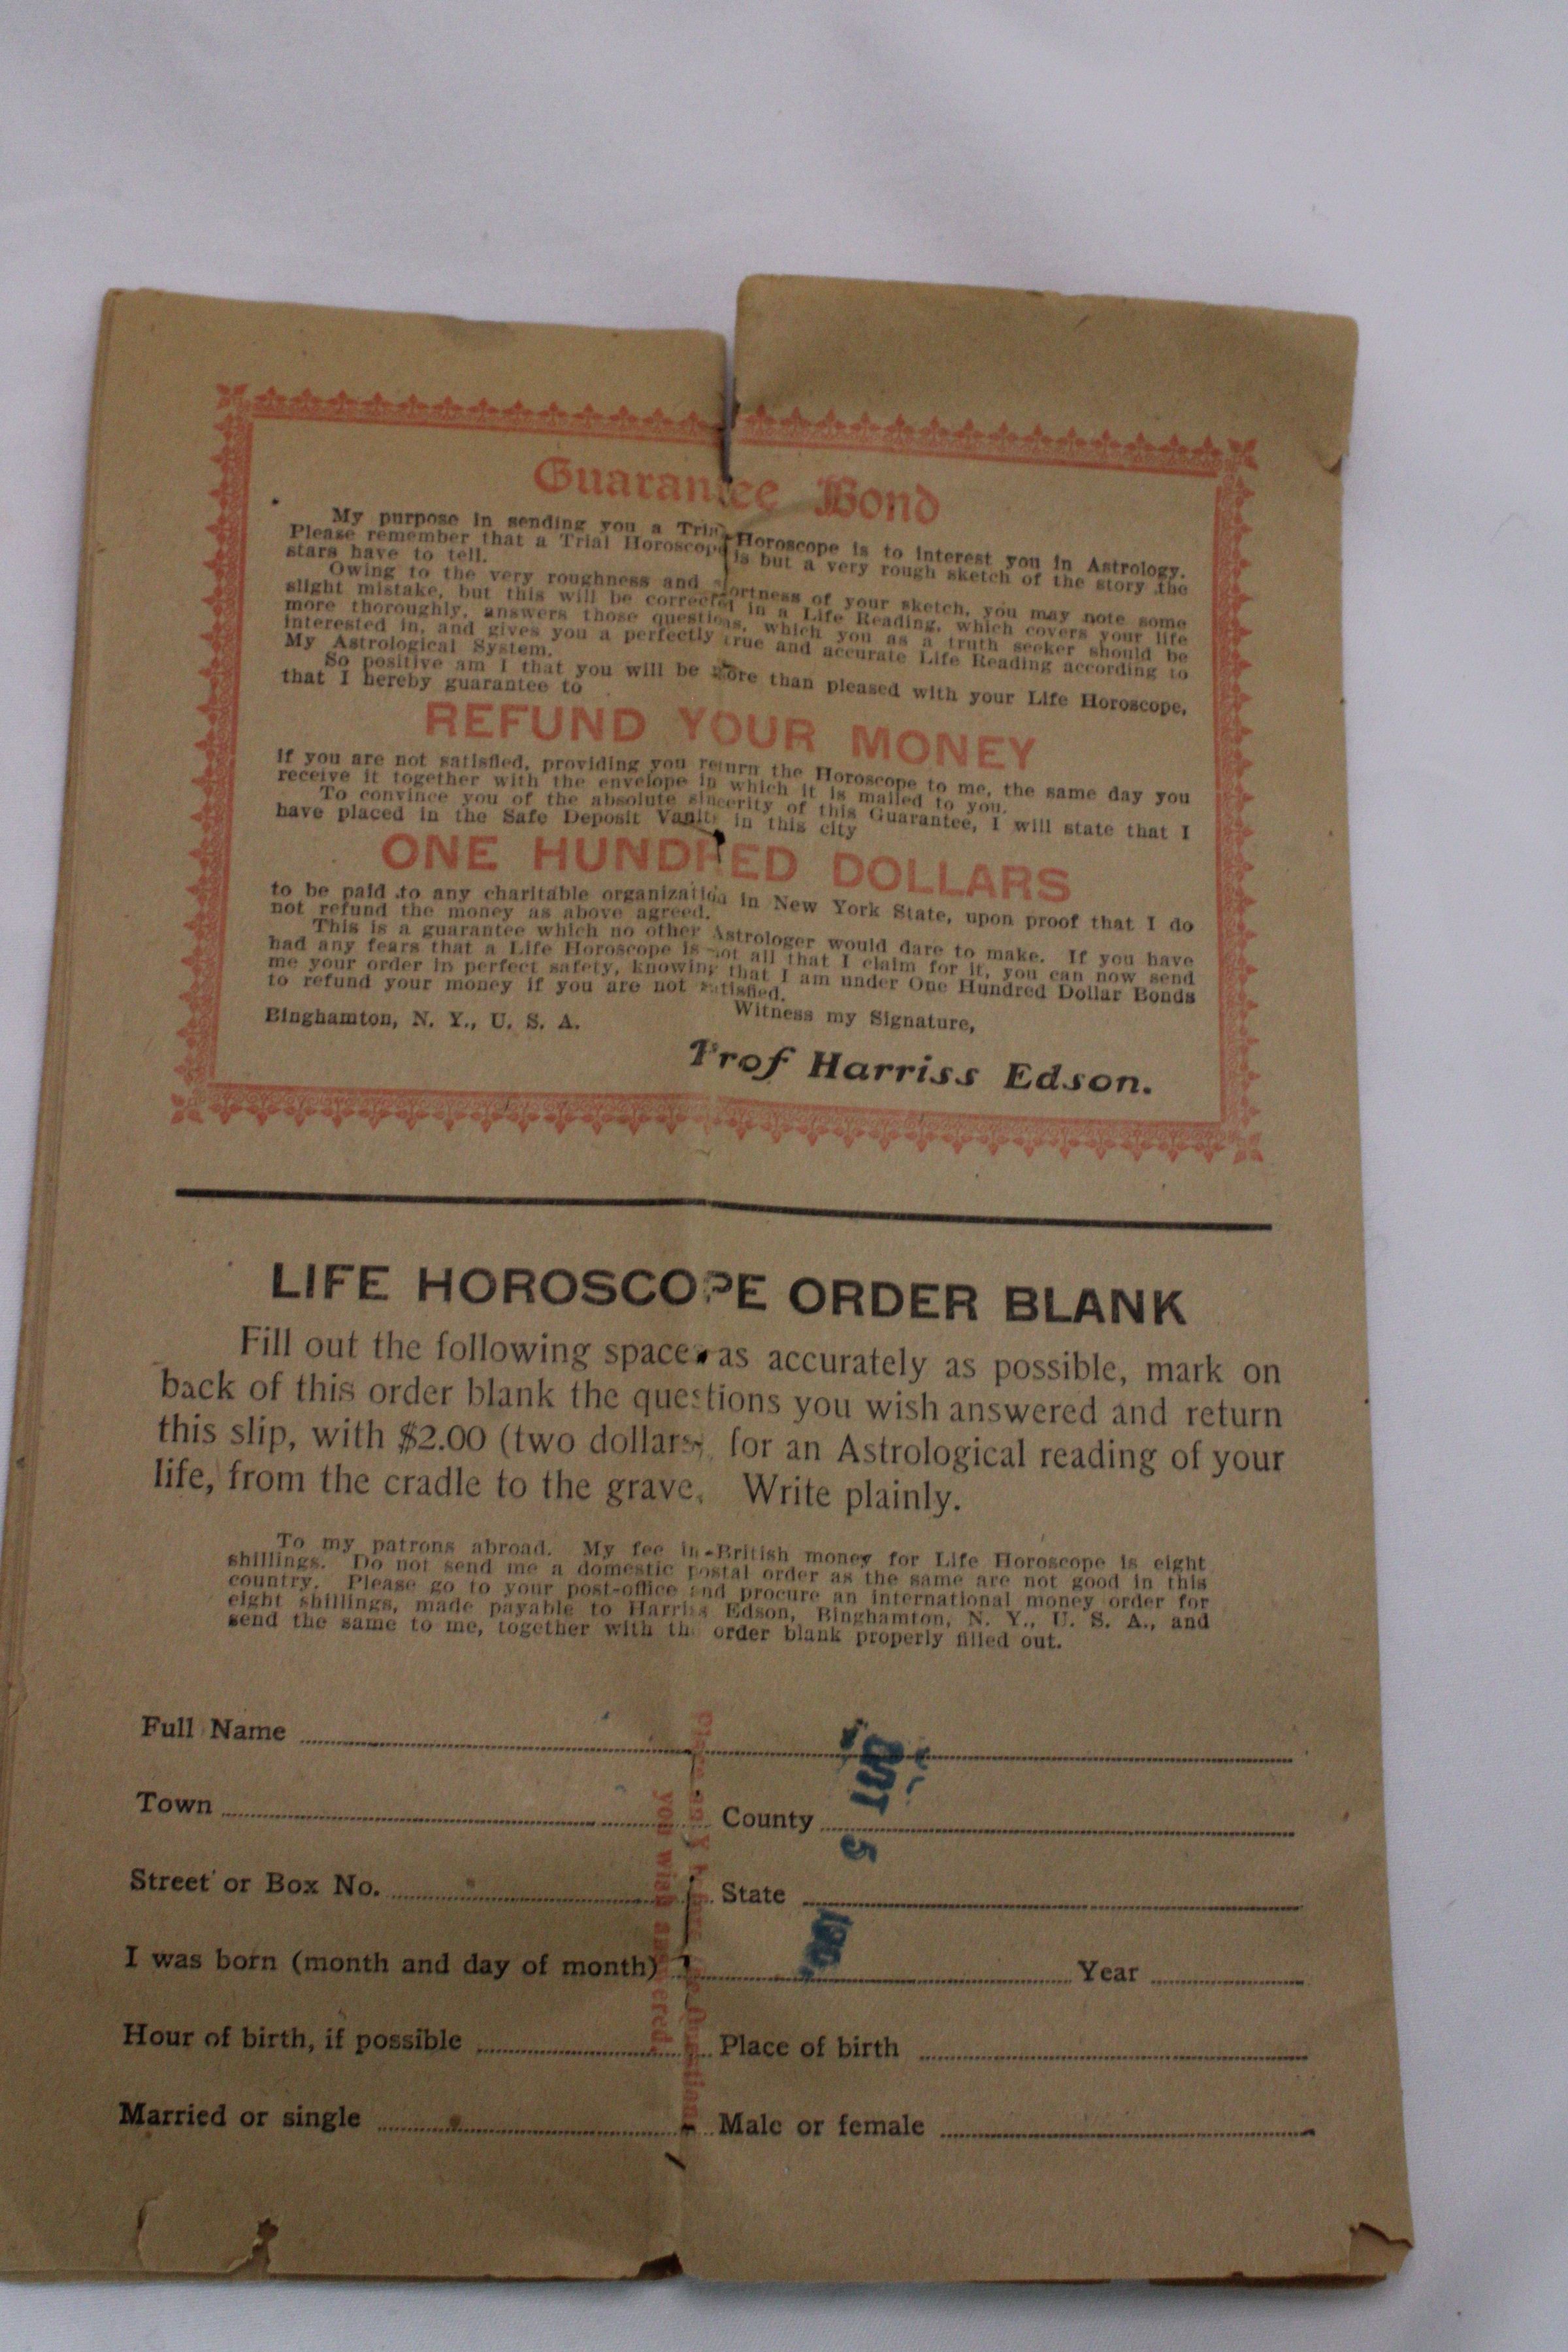 Guarantee Bond
My purpose in sending you a Trial Horoscope is to interest you in Astrology.
Please remember that a Trial Horoscope is but a very rough sketch of the story the
stars have to tell.
Owing to the very roughness and shortness of your sketch, you may note some
slight mistake, but this will be corrected in a Life Reading, which covers your life
more thoroughly, answers those questions, which you as a truth seeker should be
interested in, and gives you a perfectly true and accurate Life Reading according to
My Astrological System.
So positive am I that you will be more than pleased with your Life Horoscope,
that I hereby guarantee to
REFUND YOUR MONEY
if you are not satisfied, providing you return the Horoscope to me, the same day you
receive it together with the envelope in which it is mailed to you.
To convince you of the absolute sincerity of this Guarantee, I will state that I
have placed in the Safe Deposit Vault in this city
ONE HUNDRED DOLLARS
to be paid to any charitable organization in New York State, upon proof that I do
not refund the money as above agreed.
This is a guarantee which no other Astrologer would dare to make. If you have
had any fears that a Life Horoscope is not all that I claim for it, you can now send
me your order in perfect safety, knowing that I am under One Hundred Dollar Bonds
to refund your money if you are not satisfied.
Witness my Signature,
Binghamton, N. Y., U. S. A.
Prof Harriss Edson.
LIFE HOROSCOPE ORDER BLANK
Fill out the following spaces as accurately as possible, mark on
back of this order blank the questions you wish answered and return
this slip, with $2.00 (two dollars) for an Astrological reading of your
life, from the cradle to the grave. Write plainly.
To my patrons abroad. My fee in British money for Life Horoscope is eight
shillings. Do not send me a domestic postal order as the same are not good in this
country. Please go to your post-office and procure an international money order for
eight shillings, made payable to Harriss Edson, Binghamton, N. Y., U. S. A., and
send the same to me, together with the order blank properly filled out.
Full Name
Town County
Street or Box No. State
I was born (month and day of month) Year
Hour of birth, if possible Place of birth
Married or single Male or female